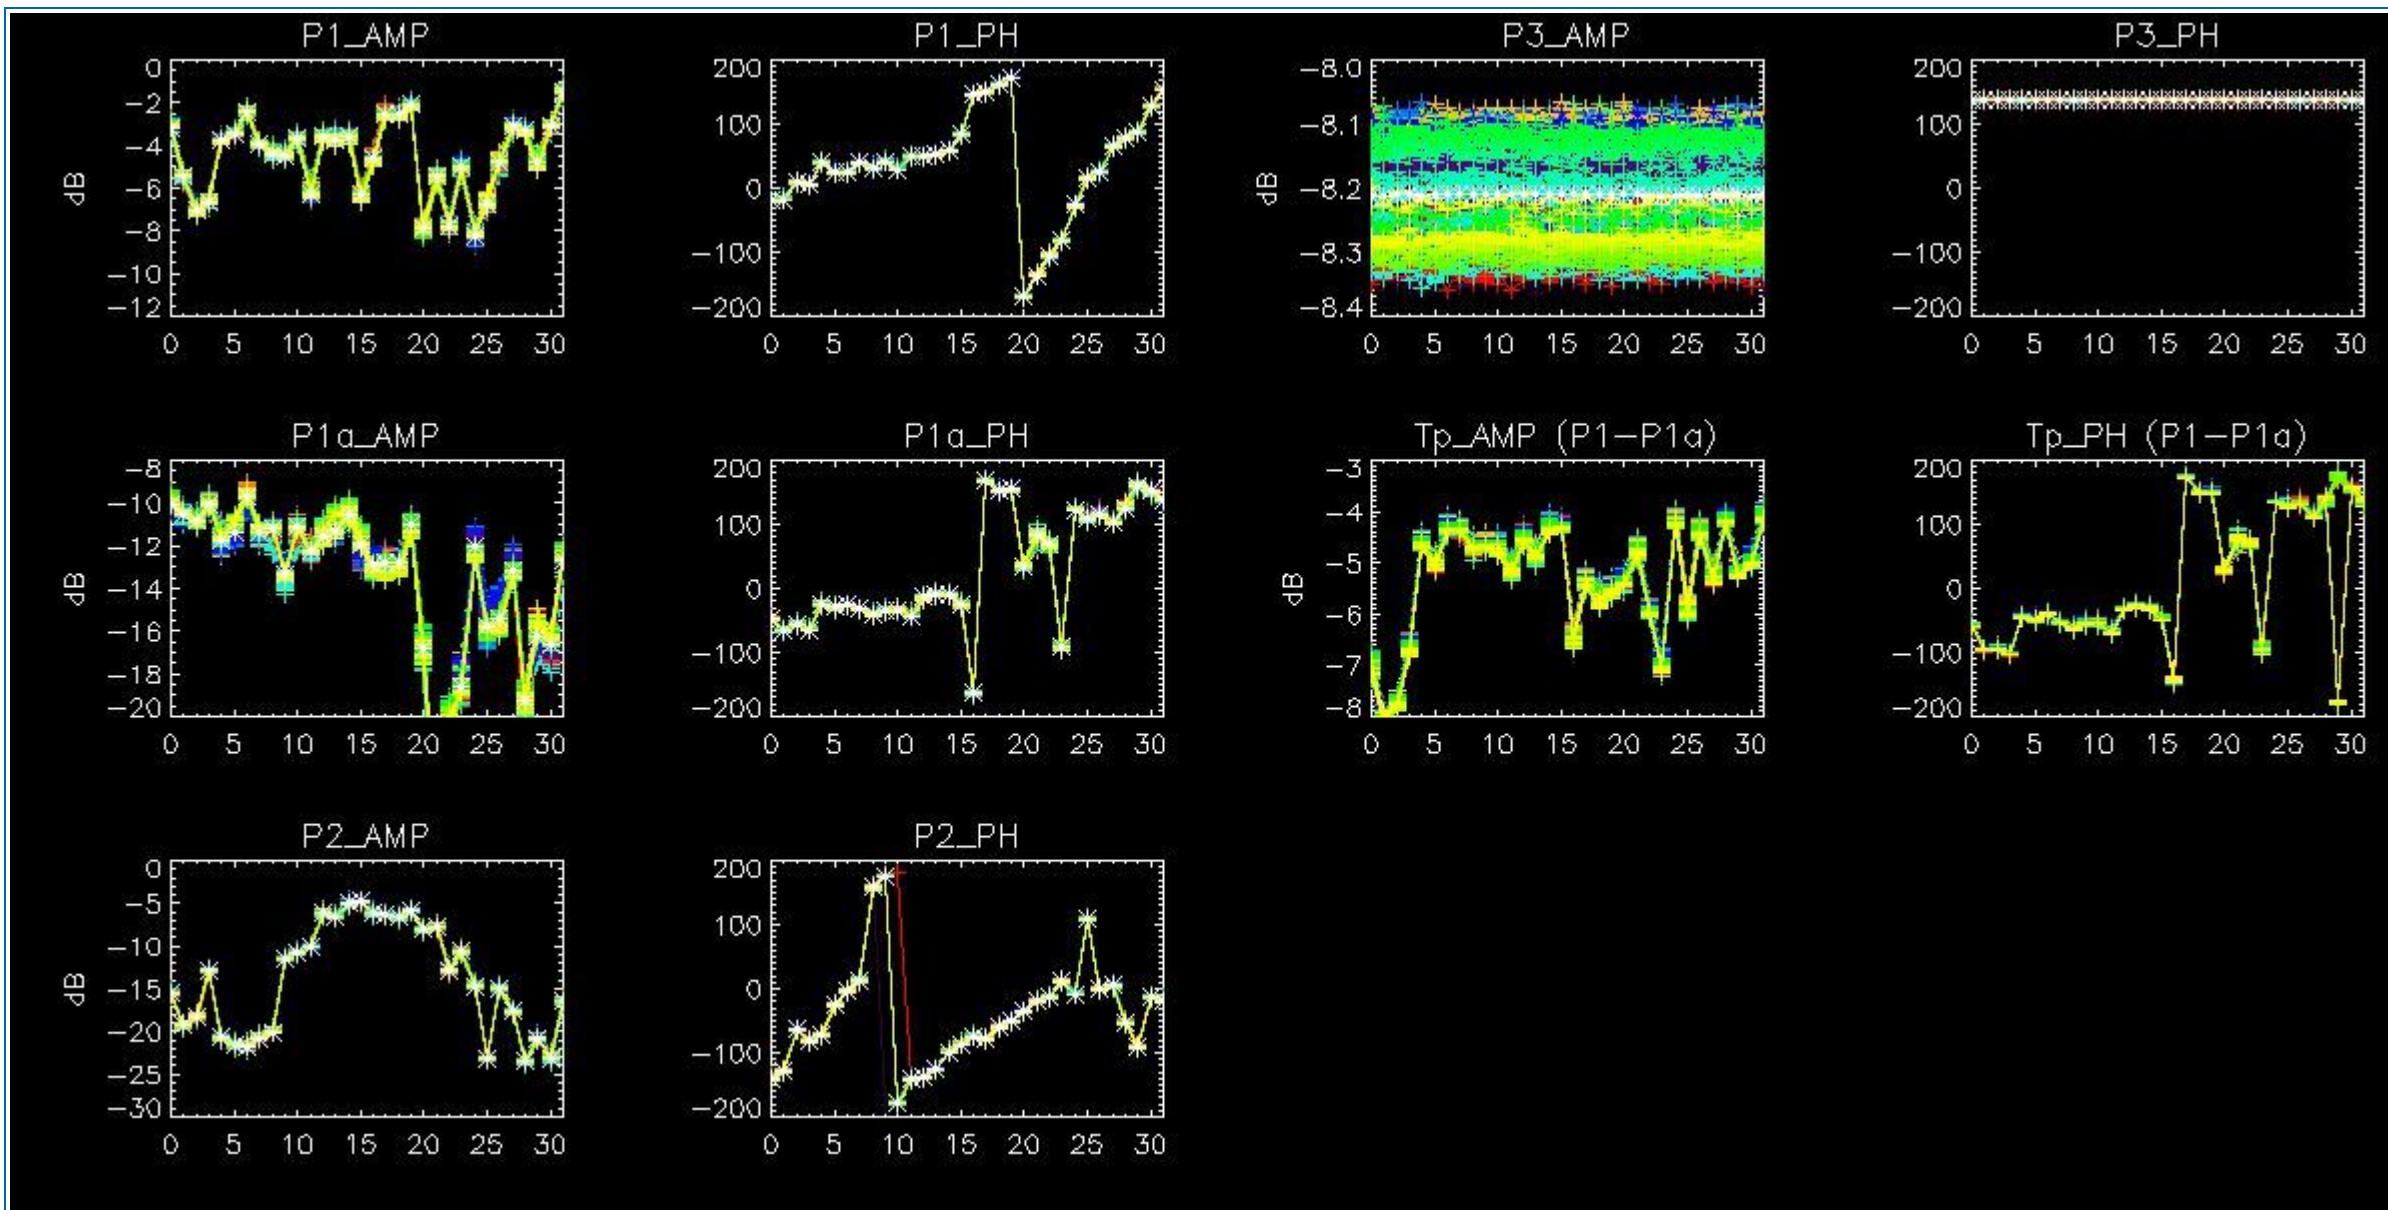 P1_AMP P1_PH P3_AMP P3_PH
0 200 -8.0 200
-2 100 -8.1 100
-4 0 -8.2 0
-6 -100 -8.3 -100
-8 -200 -8.4 -200
-10
-12
dB dB
0 5 10 15 20 25 30 0 5 10 15 20 25 30 0 5 10 15 20 25 30 0 5 10 15 20 25 30
P1a_AMP P1a_PH Tp_AMP (P1-P1a) Tp_PH (P1-P1a)
-8 200 -3 200
-10 100 -4 100
-12 0 -5 0
-14 -100 -6 -100
-16 -200 -7 -200
-18 -8
-20
dB dB
0 5 10 15 20 25 30 0 5 10 15 20 25 30 0 5 10 15 20 25 30 0 5 10 15 20 25 30
P2_AMP P2_PH
0 200
-5 100
-10 0
-15 -100
-20 -200
-25
-30
dB
0 5 10 15 20 25 30 0 5 10 15 20 25 30